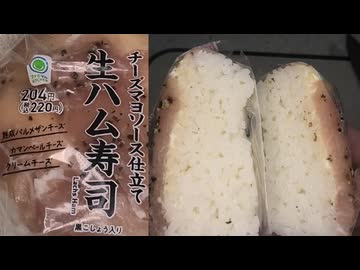 チーズマヨソース仕立て
生ハム寿司
Lachs Ham
黒こしょう入り
204円
(税込220円)
熟成パルメザンチーズ
カマンベールチーズ
クリームチーズ